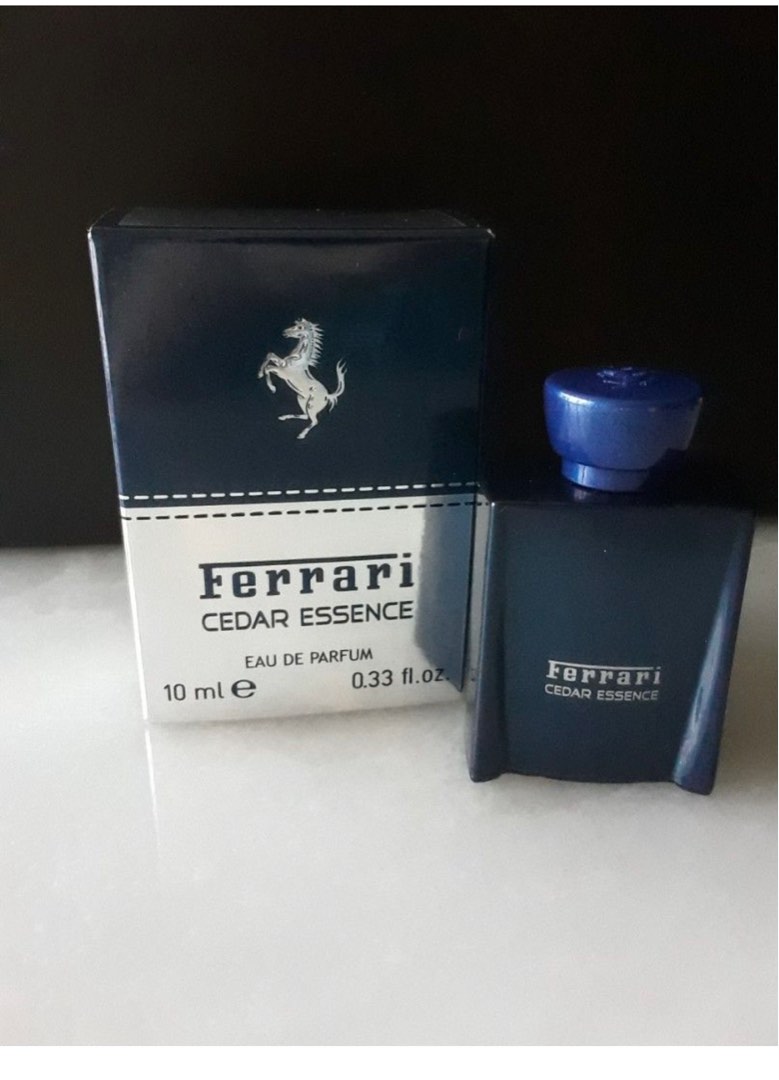 Ferrari
CEDAR ESSENCE
EAU DE PARFUM
10 ml e 0.33 fl.oz.
Ferrari
CEDAR ESSENCE